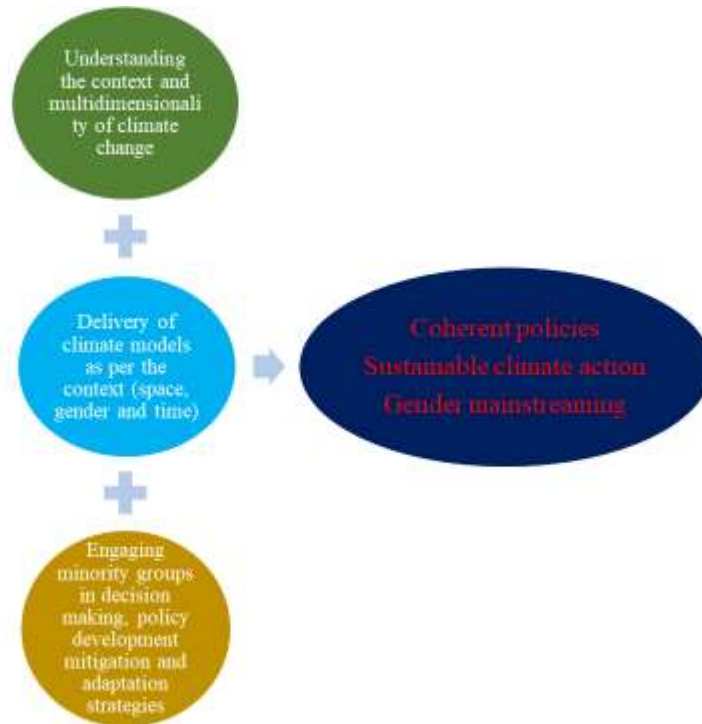 Understanding
the context and
multidimensionali
ty of climate
change
Delivery of
climate models
as per the
context (space,
gender and time)
Coherent policies
Sustainable climate action
Gender mainstreaming
Engaging
minority groups
in decision
making, policy
development
mitigation and
adaptation
strategies